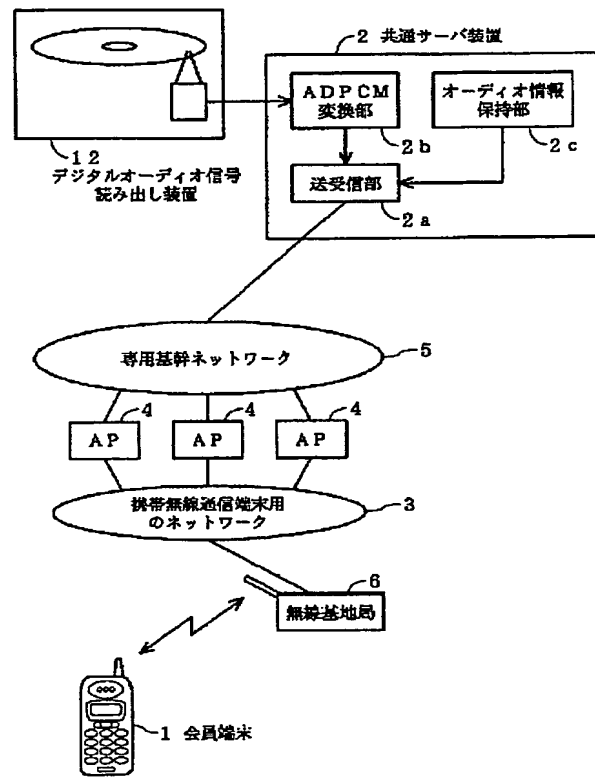 2 共通サーバ装置
ADPCM
変換部
2b
オーディオ情報
保持部
2c
送受信部
2a
12
デジタルオーディオ信号
読み出し装置
専用基幹ネットワーク
5
AP
4
AP
4
AP
4
携帯無線通信端末用
のネットワーク
3
6
無線基地局
1 会員端末